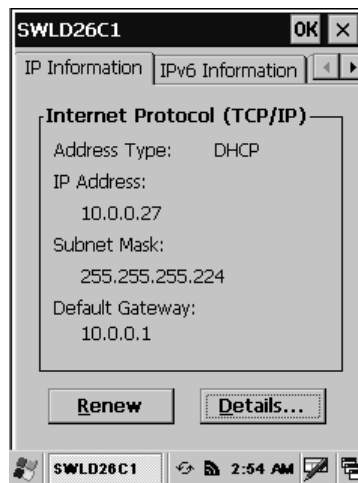 SWLD26C1 OK
IP Information IPv6 Information
Internet Protocol (TCP/IP)
Address Type: DHCP
IP Address:
10.0.0.27
Subnet Mask:
255.255.255.224
Default Gateway:
10.0.0.1
Renew Details...
SWLD26C1 2:54 AM